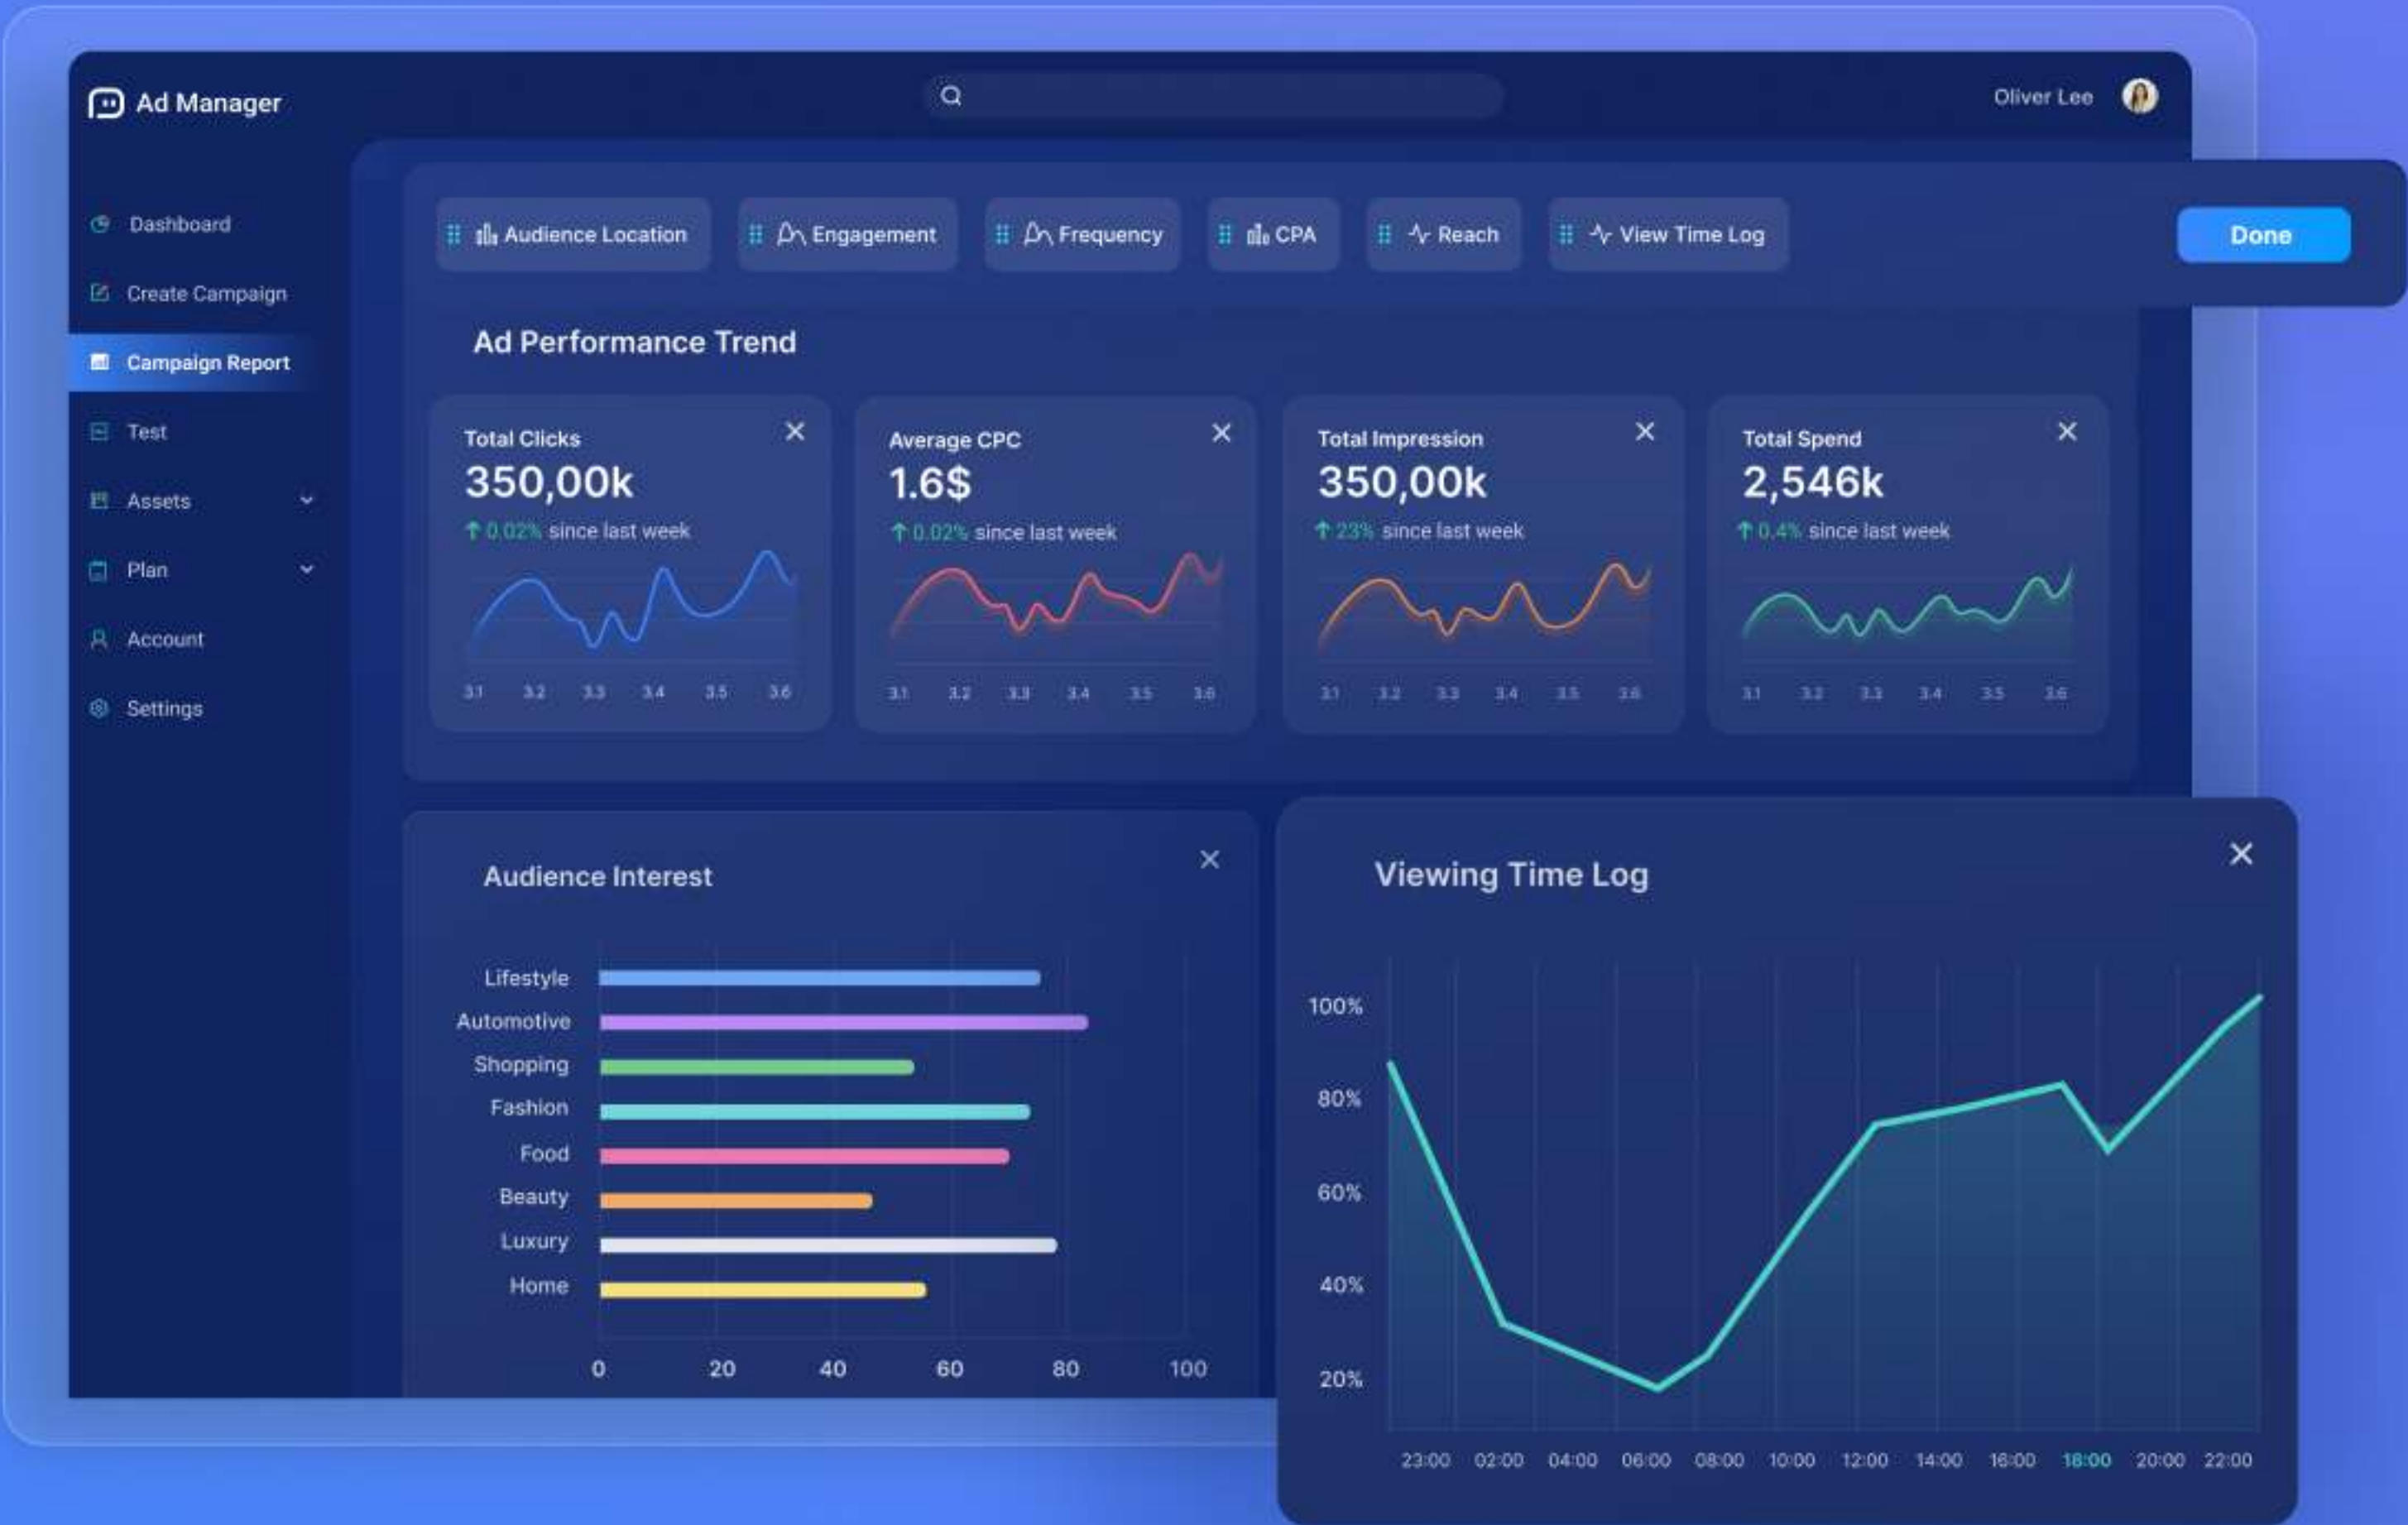 Ad Manager
Oliver Lee
Dashboard
Create Campaign
Campaign Report
Test
Assets
Plan
Account
Settings
Audience Location
Engagement
Frequency
CPA
Reach
View Time Log
Done
Ad Performance Trend
Total Clicks
350,00k
0.02% since last week
3.1 3.2 3.3 3.4 3.5 3.6
Average CPC
1.6$
0.02% since last week
3.1 3.2 3.3 3.4 3.5 3.6
Total Impression
350,00k
23% since last week
3.1 3.2 3.3 3.4 3.5 3.6
Total Spend
2,546k
0.4% since last week
3.1 3.2 3.3 3.4 3.5 3.6
Audience Interest
Lifestyle
Automotive
Shopping
Fashion
Food
Beauty
Luxury
Home
0 20 40 60 80 100
Viewing Time Log
100%
80%
60%
40%
20%
23:00 02:00 04:00 06:00 08:00 10:00 12:00 14:00 16:00 18:00 20:00 22:00